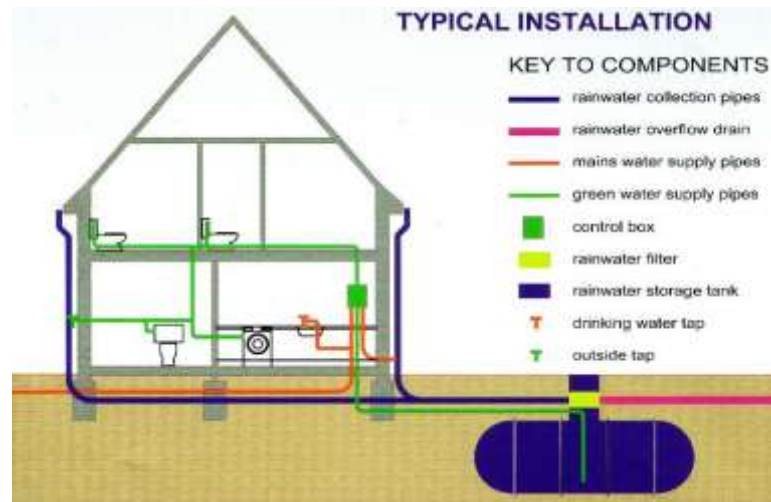 TYPICAL INSTALLATION
KEY TO COMPONENTS
rainwater collection pipes
rainwater overflow drain
mains water supply pipes
green water supply pipes
control box
rainwater filter
rainwater storage tank
drinking water tap
outside tap